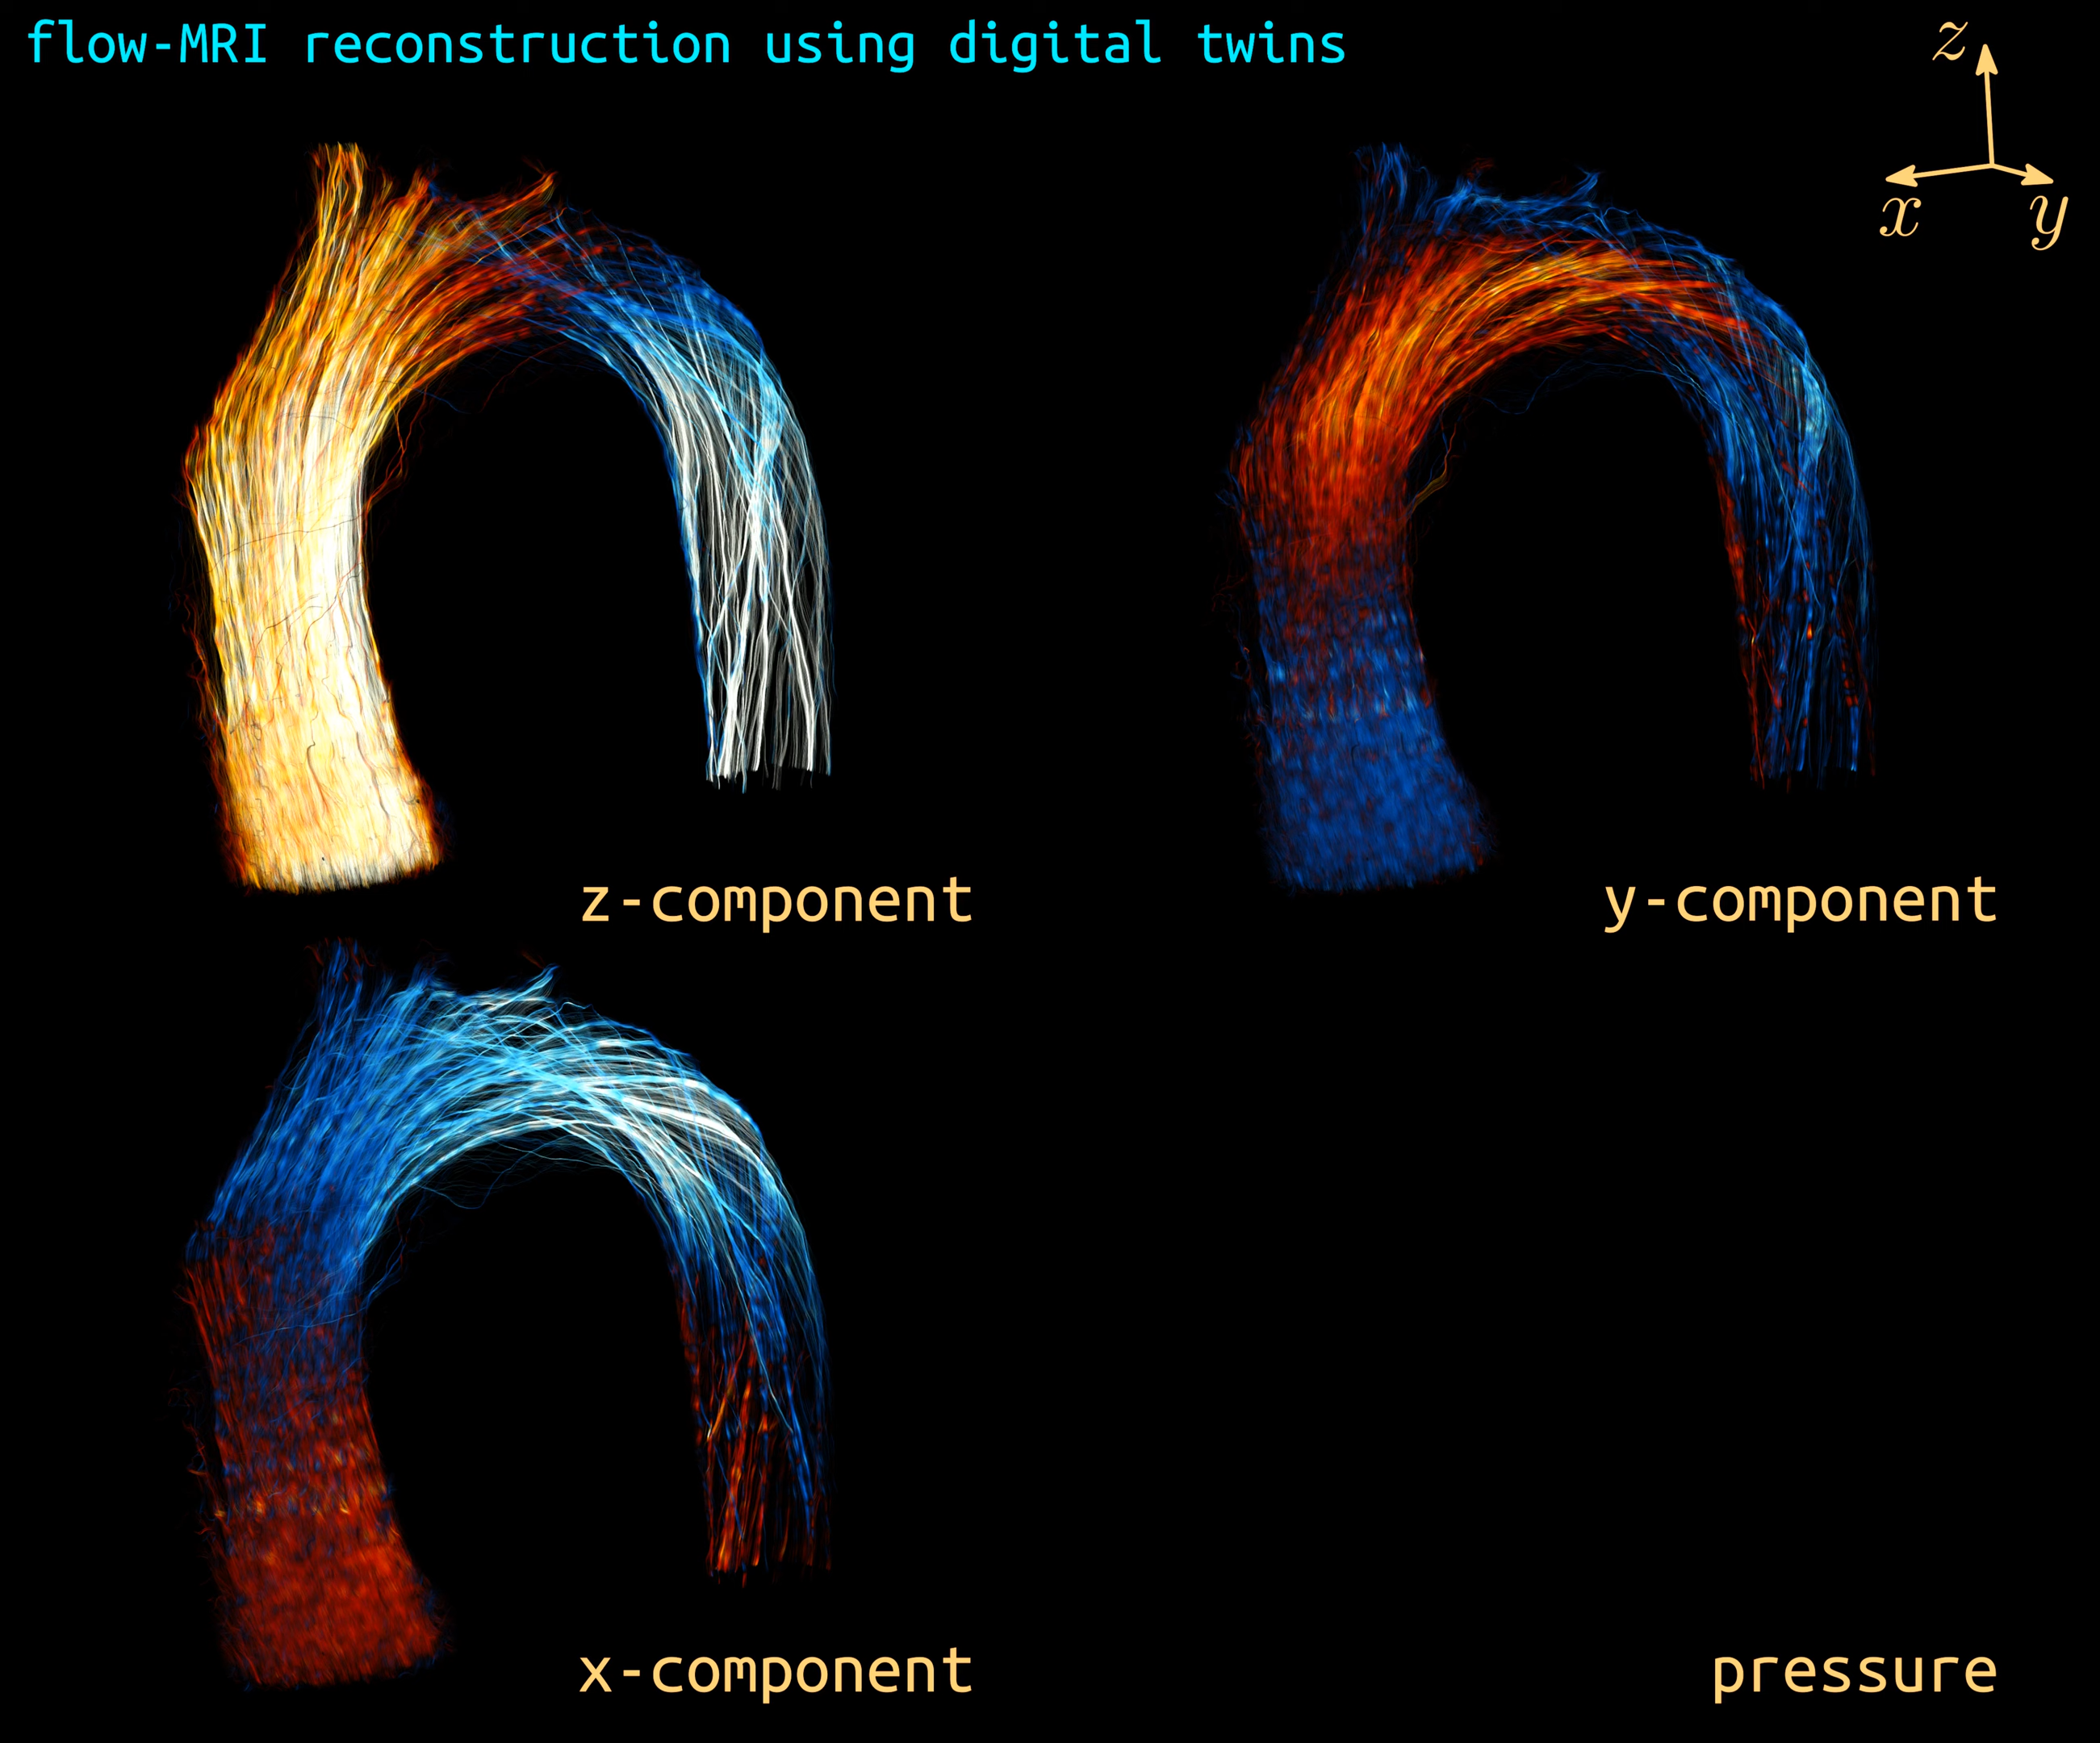 flow-MRI reconstruction using digital twins
z
x
y
z-component
y-component
x-component
pressure